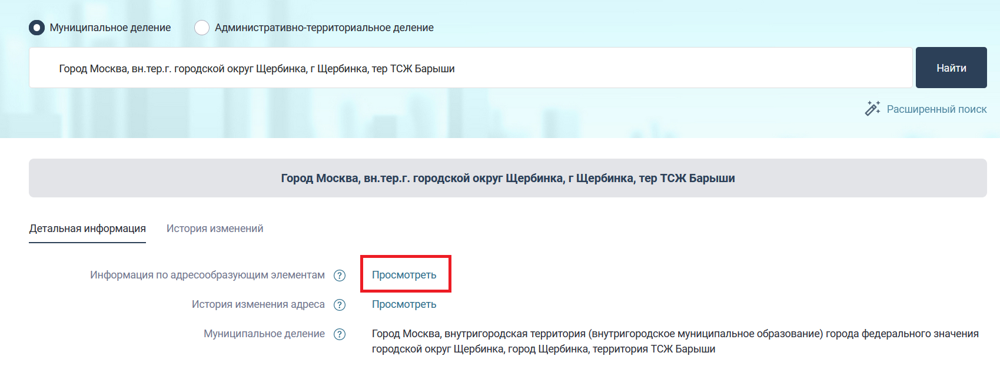 Муниципальное деление Административно-территориальное деление
Город Москва, вн.тер.г. городской округ Щербинка, г Щербинка, тер ТСЖ Барыши
Найти
Расширенный поиск
Город Москва, вн.тер.г. городской округ Щербинка, г Щербинка, тер ТСЖ Барыши
Детальная информация История изменений
Информация по адресообразующим элементам ? Просмотреть
История изменения адреса ? Просмотреть
Муниципальное деление ? Город Москва, внутригородская территория (внутригородское муниципальное образование) города федерального значения
городской округ Щербинка, город Щербинка, территория ТСЖ Барыши